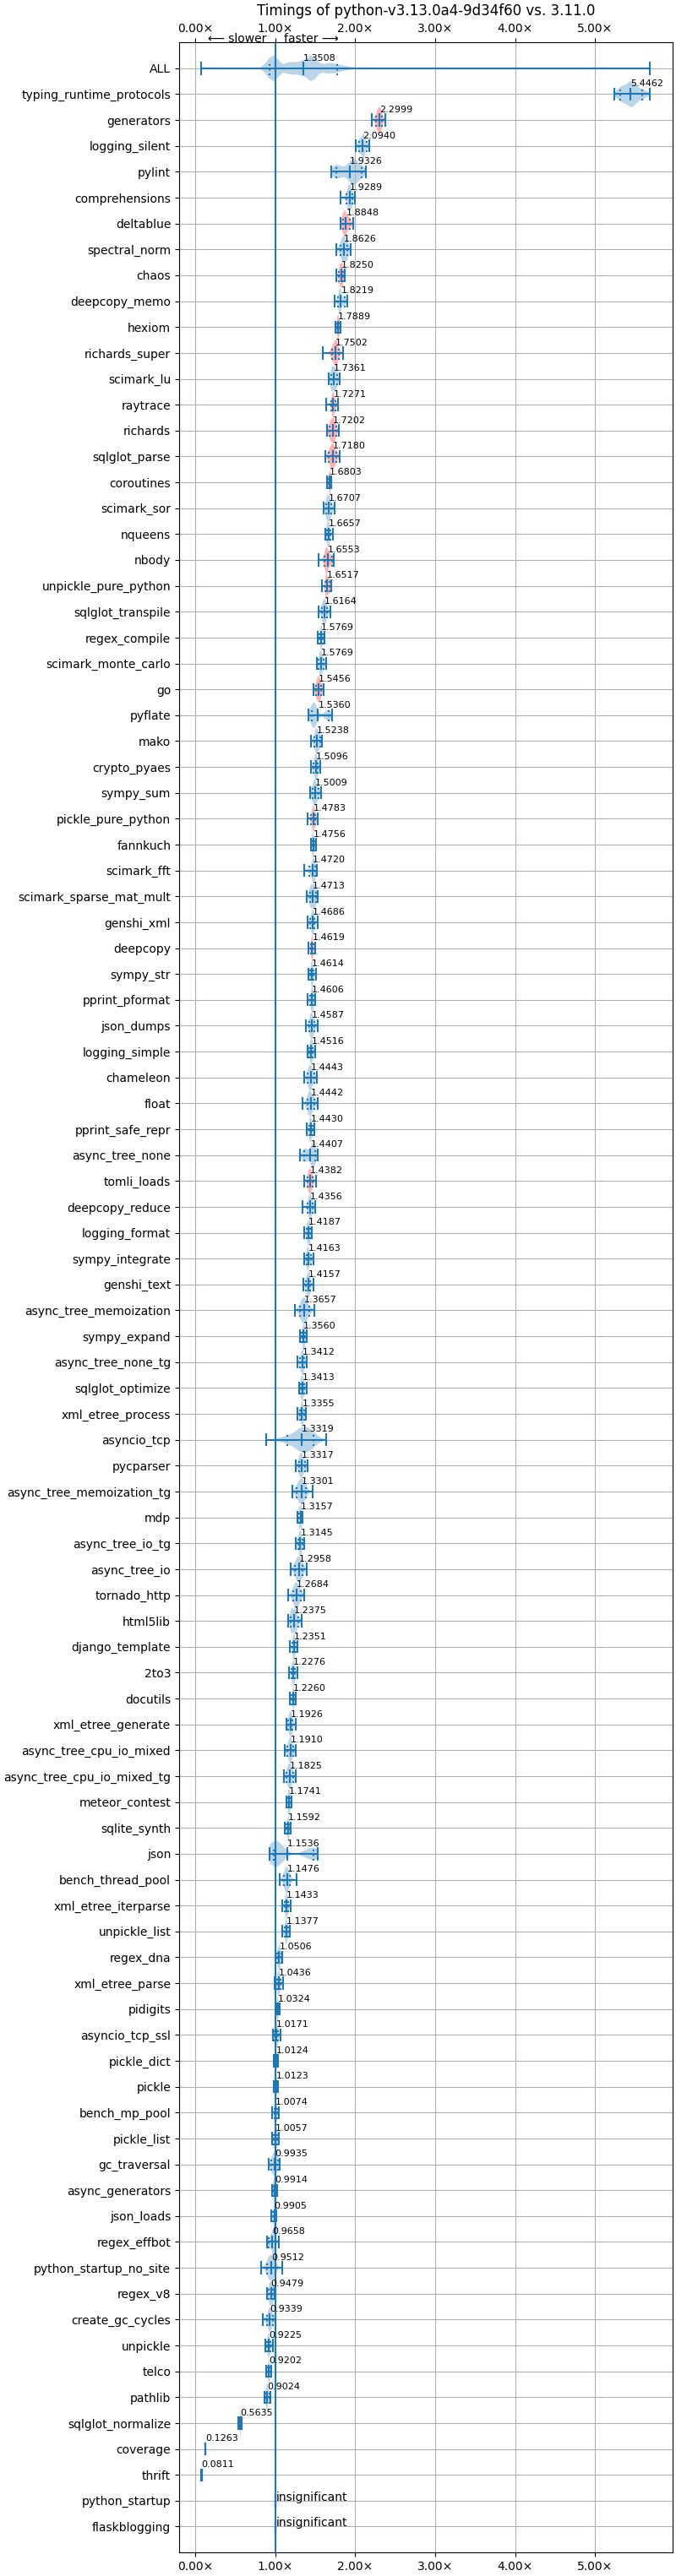 Timings of python-v3.13.0a4-9d34f60 vs. 3.11.0
0.00× 1.00× 2.00× 3.00× 4.00× 5.00×
⟵ slower faster ⟶
ALL 1.3508
typing_runtime_protocols 5.4462
generators 2.2999
logging_silent 2.0940
pylint 1.9326
comprehensions 1.9289
deltablue 1.8848
spectral_norm 1.8626
chaos 1.8250
deepcopy_memo 1.8219
hexiom 1.7889
richards_super 1.7502
scimark_lu 1.7361
raytrace 1.7271
richards 1.7202
sqlglot_parse 1.7180
coroutines 1.6803
scimark_sor 1.6707
nqueens 1.6657
nbody 1.6553
unpickle_pure_python 1.6517
sqlglot_transpile 1.6164
regex_compile 1.5769
scimark_monte_carlo 1.5769
go 1.5456
pyflate 1.5360
mako 1.5238
crypto_pyaes 1.5096
sympy_sum 1.5009
pickle_pure_python 1.4783
fannkuch 1.4756
scimark_fft 1.4720
scimark_sparse_mat_mult 1.4713
genshi_xml 1.4686
deepcopy 1.4619
sympy_str 1.4614
pprint_pformat 1.4606
json_dumps 1.4587
logging_simple 1.4516
chameleon 1.4443
float 1.4442
pprint_safe_repr 1.4430
async_tree_none 1.4407
tomli_loads 1.4382
deepcopy_reduce 1.4356
logging_format 1.4187
sympy_integrate 1.4163
genshi_text 1.4157
async_tree_memoization 1.3657
sympy_expand 1.3560
async_tree_none_tg 1.3412
sqlglot_optimize 1.3413
xml_etree_process 1.3355
asyncio_tcp 1.3319
pycparser 1.3317
async_tree_memoization_tg 1.3301
mdp 1.3157
async_tree_io_tg 1.3145
async_tree_io 1.2958
tornado_http 1.2684
html5lib 1.2375
django_template 1.2351
2to3 1.2276
docutils 1.2260
xml_etree_generate 1.1926
async_tree_cpu_io_mixed 1.1910
async_tree_cpu_io_mixed_tg 1.1825
meteor_contest 1.1741
sqlite_synth 1.1592
json 1.1536
bench_thread_pool 1.1476
xml_etree_iterparse 1.1433
unpickle_list 1.1377
regex_dna 1.0506
xml_etree_parse 1.0436
pidigits 1.0324
asyncio_tcp_ssl 1.0171
pickle_dict 1.0124
pickle 1.0123
bench_mp_pool 1.0074
pickle_list 1.0057
gc_traversal 0.9935
async_generators 0.9914
json_loads 0.9905
regex_effbot 0.9658
python_startup_no_site 0.9512
regex_v8 0.9479
create_gc_cycles 0.9339
unpickle 0.9225
telco 0.9202
pathlib 0.9024
sqlglot_normalize 0.5635
coverage 0.1263
thrift 0.0811
python_startup insignificant
flaskblogging insignificant
0.00× 1.00× 2.00× 3.00× 4.00× 5.00×